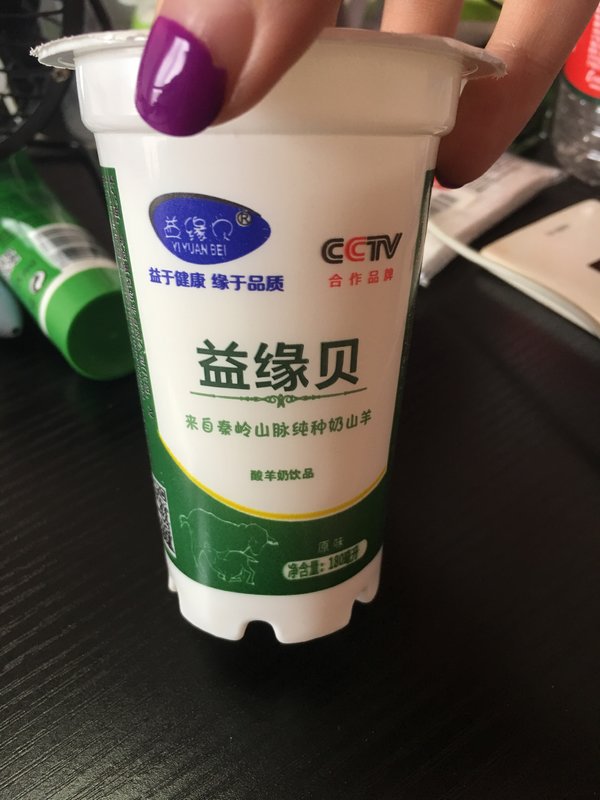 益缘贝®
YI YUAN BEI
益于健康 缘于品质
CCTV
合作品牌
益缘贝
来自秦岭山脉纯种奶山羊
酸羊奶饮品
原味
净含量：180毫升